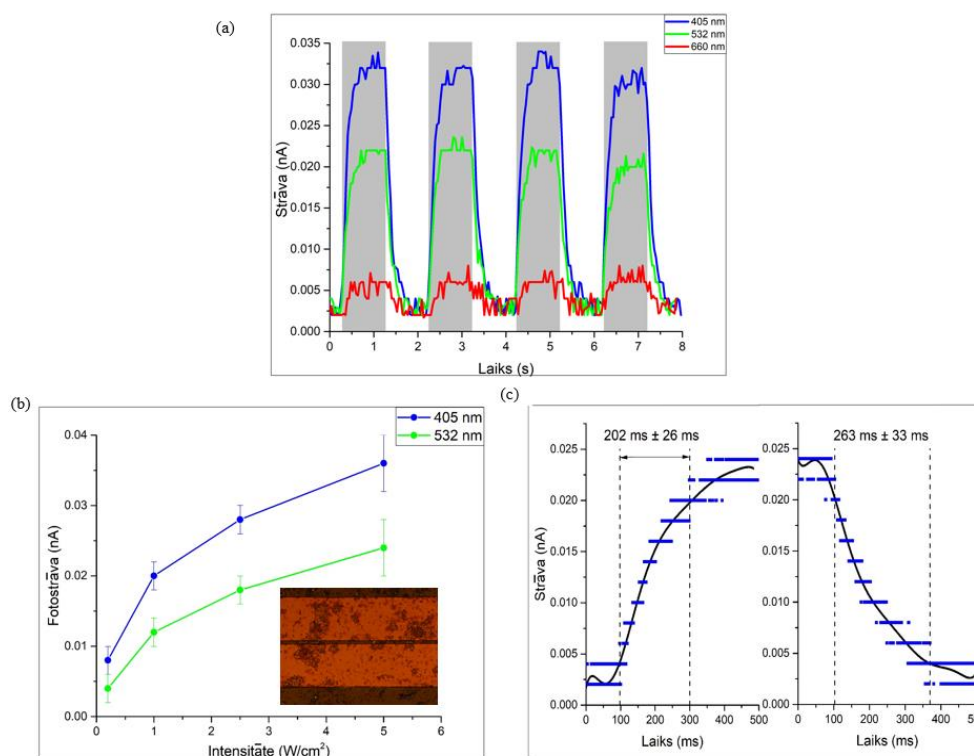 (a)
405 nm
532 nm
660 nm
0.035
0.030
0.025
0.020
0.015
0.010
0.005
0.000
Strāva (nA)
0 1 2 3 4 5 6 7 8
Laiks (s)
(b)
405 nm
532 nm
0.04
0.03
0.02
0.01
0.00
Fotostrāva (nA)
0 1 2 3 4 5 6
Intensitāte (W/cm²)
(c)
202 ms ± 26 ms
0.025
0.020
0.015
0.010
0.005
0.000
Strāva (nA)
0 100 200 300 400 500
Laiks (ms)
263 ms ± 33 ms
0.025
0.020
0.015
0.010
0.005
0.000
0 100 200 300 400 50
Laiks (ms)